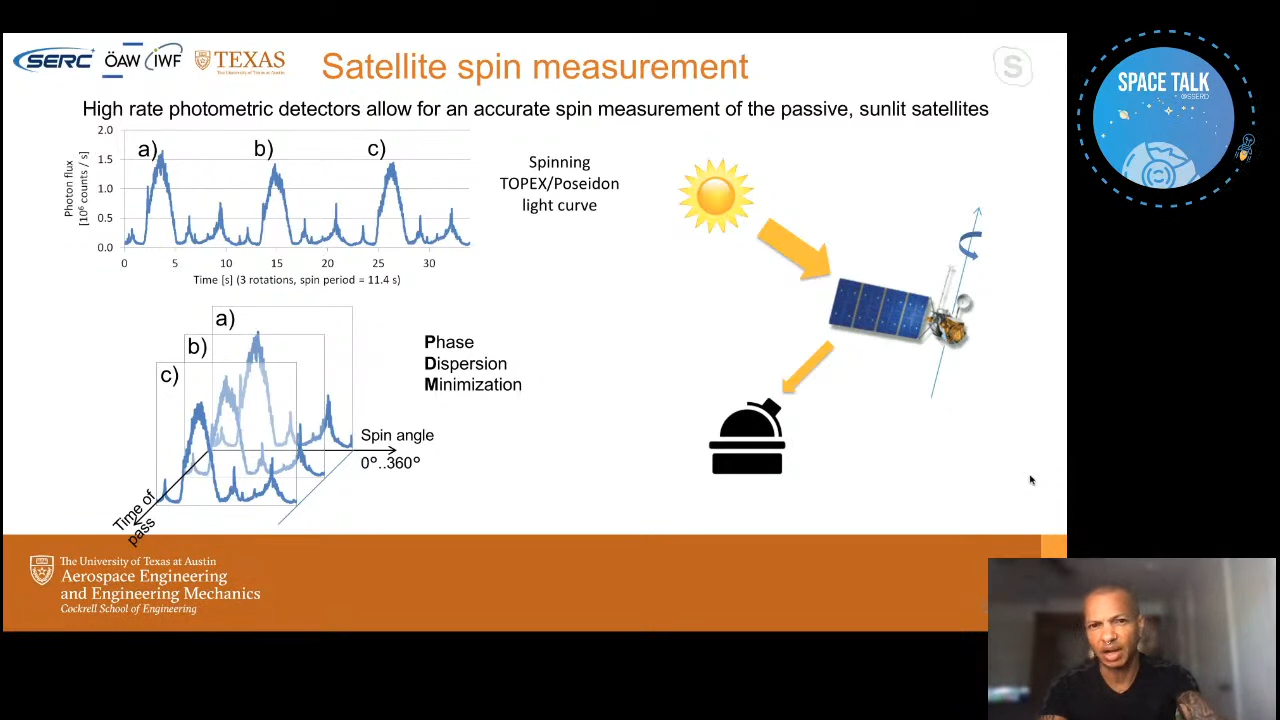 SERC
ÖAW
IWF
TEXAS
The University of Texas at Austin
Satellite spin measurement
S
SPACE TALK
@SSERD
High rate photometric detectors allow for an accurate spin measurement of the passive, sunlit satellites
2.0
1.5
1.0
0.5
0.0
Photon flux
[10⁶ counts / s]
a)
b)
c)
0
5
10
15
20
25
30
Time [s] (3 rotations, spin period = 11.4 s)
Spinning
TOPEX/Poseidon
light curve
a)
b)
c)
Phase
Dispersion
Minimization
Spin angle
0º..360º
Time of
pass
The University of Texas at Austin
Aerospace Engineering
and Engineering Mechanics
Cockrell School of Engineering